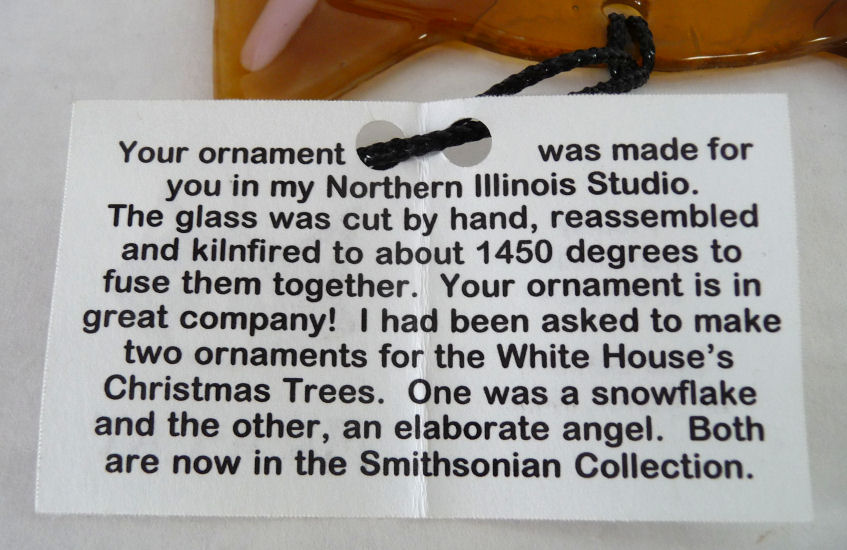 Your ornament was made for
you in my Northern Illinois Studio.
The glass was cut by hand, reassembled
and kilnfired to about 1450 degrees to
fuse them together. Your ornament is in
great company! I had been asked to make
two ornaments for the White House's
Christmas Trees. One was a snowflake
and the other, an elaborate angel. Both
are now in the Smithsonian Collection.